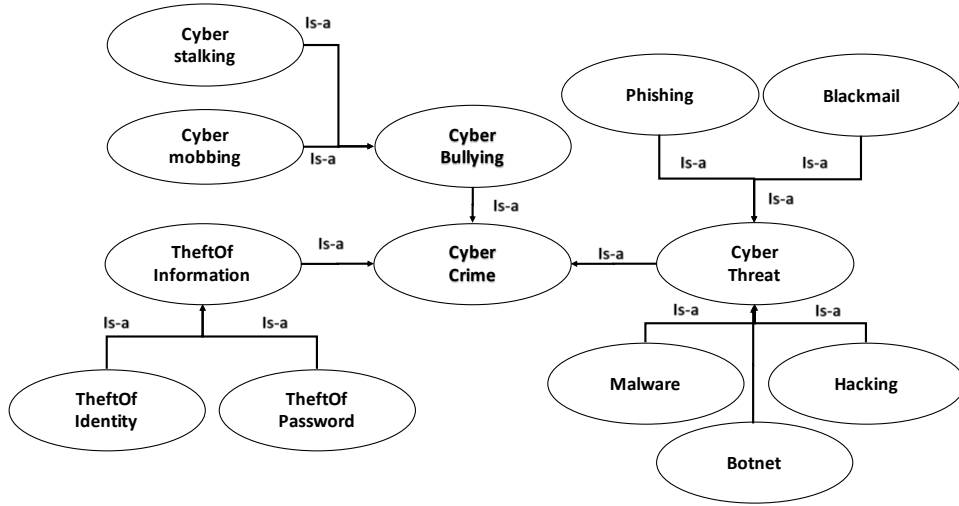 Is-a
Cyber
stalking
Cyber
mobbing
Is-a
Cyber
Bullying
Is-a
Phishing
Blackmail
Is-a
Is-a
TheftOf
Information
Is-a
Cyber
Crime
Is-a
Cyber
Threat
Is-a
Is-a
TheftOf
Identity
TheftOf
Password
Is-a
Is-a
Malware
Hacking
Botnet